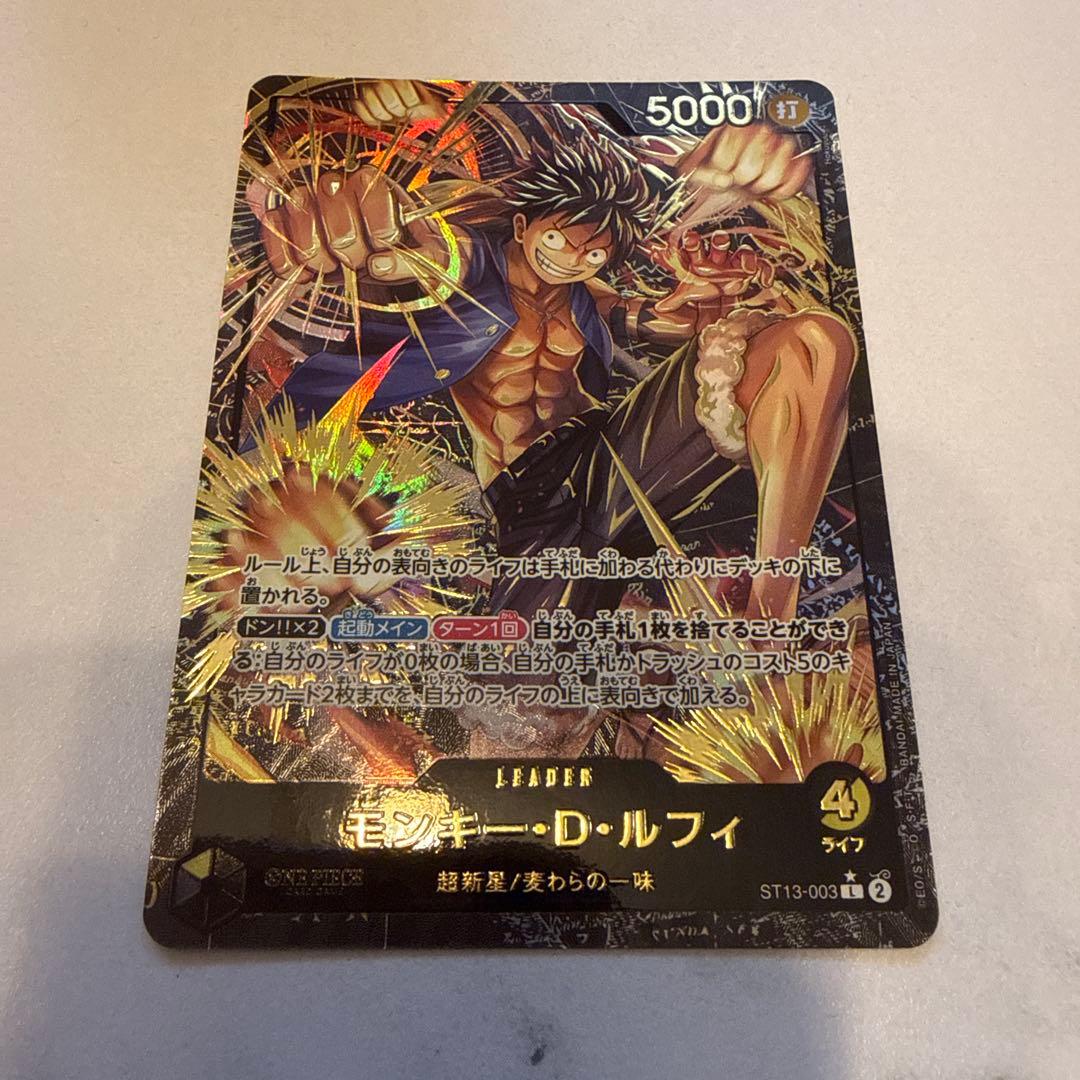 5000 打
ルール上、自分の表向きのライフは手札に加わる代わりにデッキの下に
置かれる。
ドン!!×2 起動メイン ターン1回 自分の手札1枚を捨てることができ
る:自分のライフが0枚の場合、自分の手札かトラッシュのコスト5のキ
ャラカード2枚までを、自分のライフの上に表向きで加える。
LEADER
モンキー・D・ルフィ
4
ライフ
超新星/麦わらの一味
ONE PIECE
CARD GAME
ST13-003 L 2
BANDAI MADE IN JAPAN